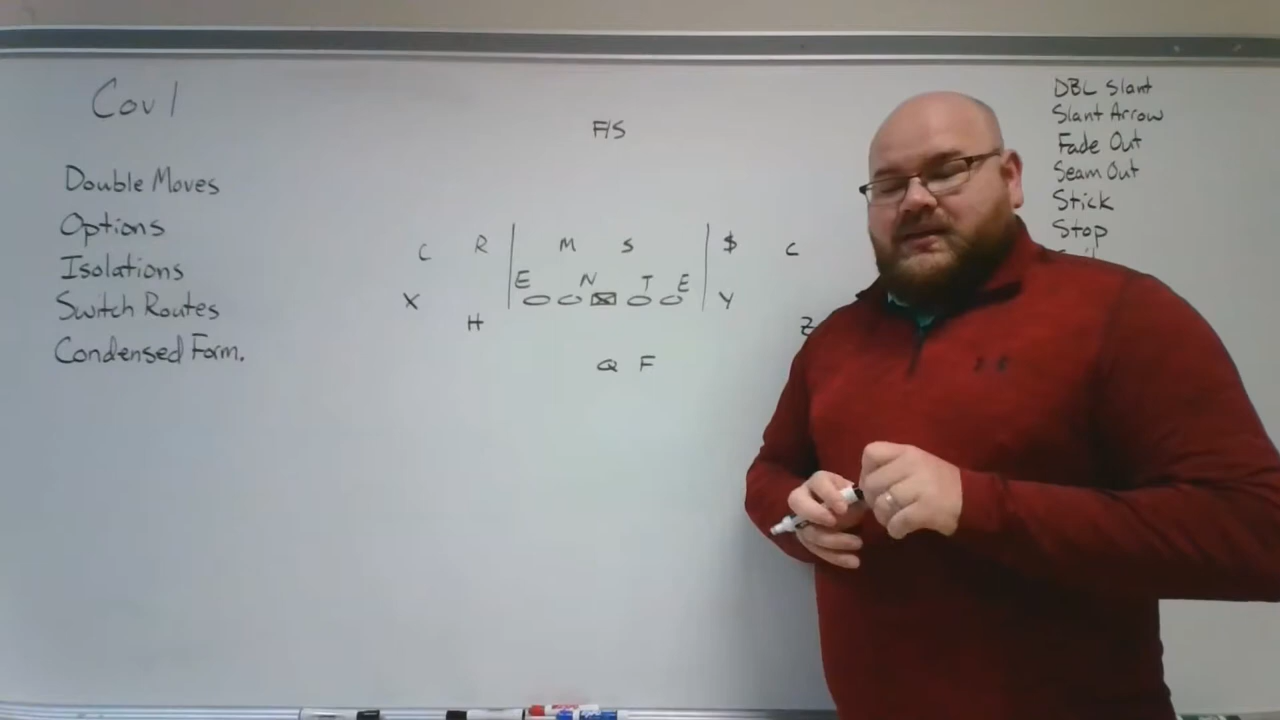 Cov 1
Double Moves
Options
Isolations
Switch Routes
Condensed Form.
F/S
C R M S $ C
E N T E
X Y
H Z
Q F
DBL Slant
Slant Arrow
Fade Out
Seam Out
Stick
Stop